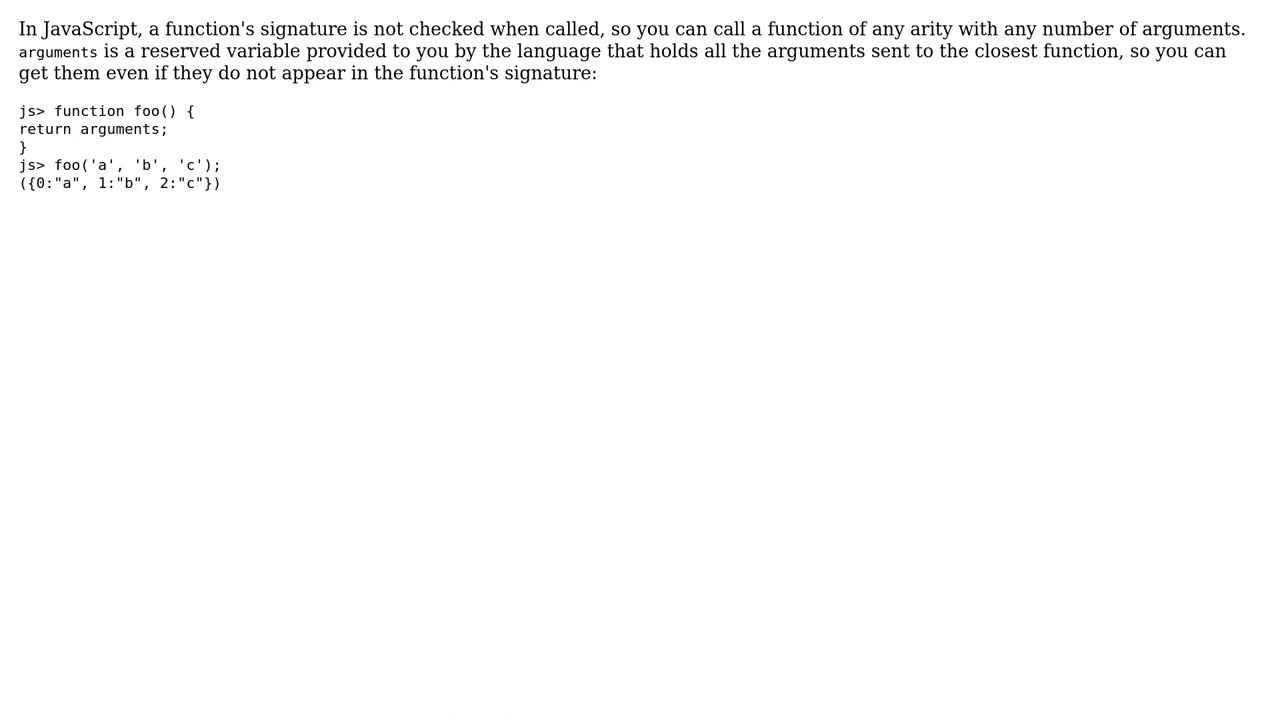 In JavaScript, a function's signature is not checked when called, so you can call a function of any arity with any number of arguments.
arguments is a reserved variable provided to you by the language that holds all the arguments sent to the closest function, so you can
get them even if they do not appear in the function's signature:
js> function foo() {
return arguments;
}
js> foo('a', 'b', 'c');
({0:"a", 1:"b", 2:"c"})